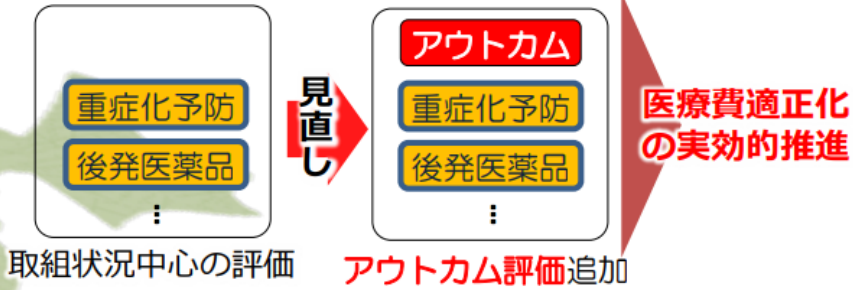 重症化予防
後発医薬品
⋮
取組状況中心の評価
見直し
アウトカム
重症化予防
後発医薬品
⋮
アウトカム評価追加
医療費適正化
の実効的推進